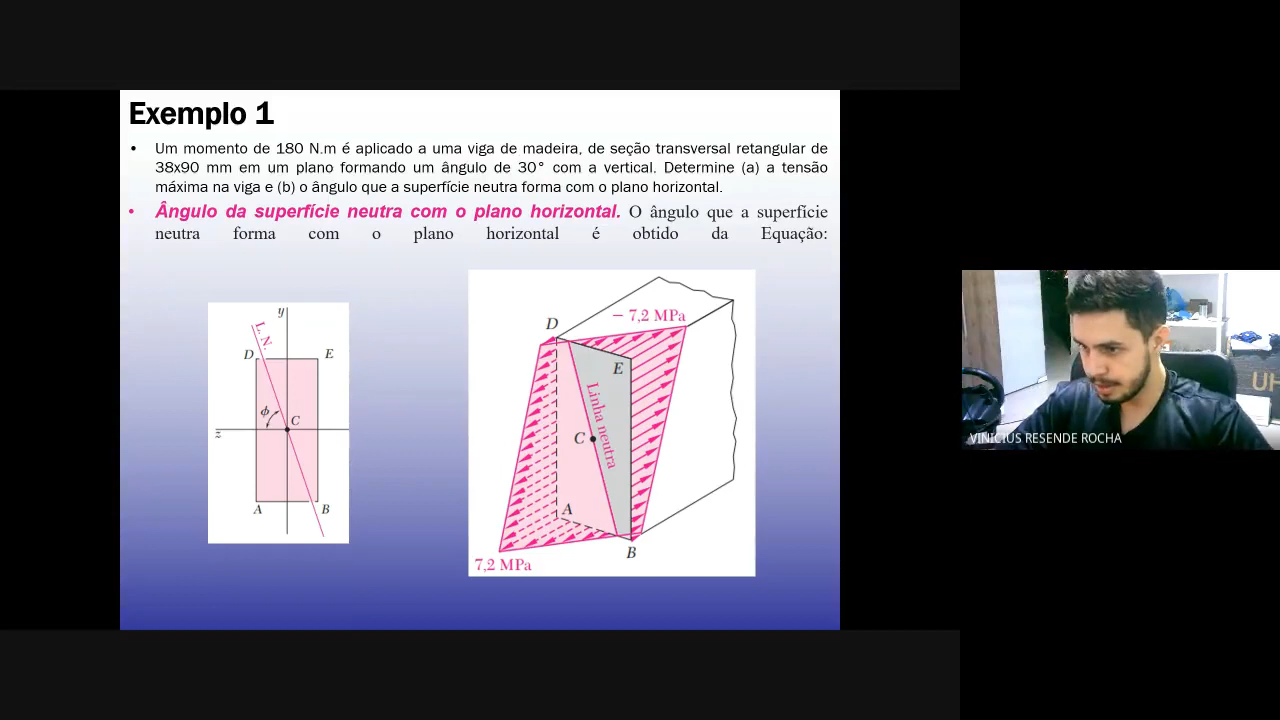 Exemplo 1
• Um momento de 180 N.m é aplicado a uma viga de madeira, de seção transversal retangular de
38x90 mm em um plano formando um ângulo de 30° com a vertical. Determine (a) a tensão
máxima na viga e (b) o ângulo que a superfície neutra forma com o plano horizontal.
• Ângulo da superfície neutra com o plano horizontal. O ângulo que a superfície
neutra forma com o plano horizontal é obtido da Equação:
y
L. N.
D E
ϕ
C
z
A B
− 7,2 MPa
D
E
Linha neutra
C
A
B
7,2 MPa
UH
VINÍCIUS RESENDE ROCHA